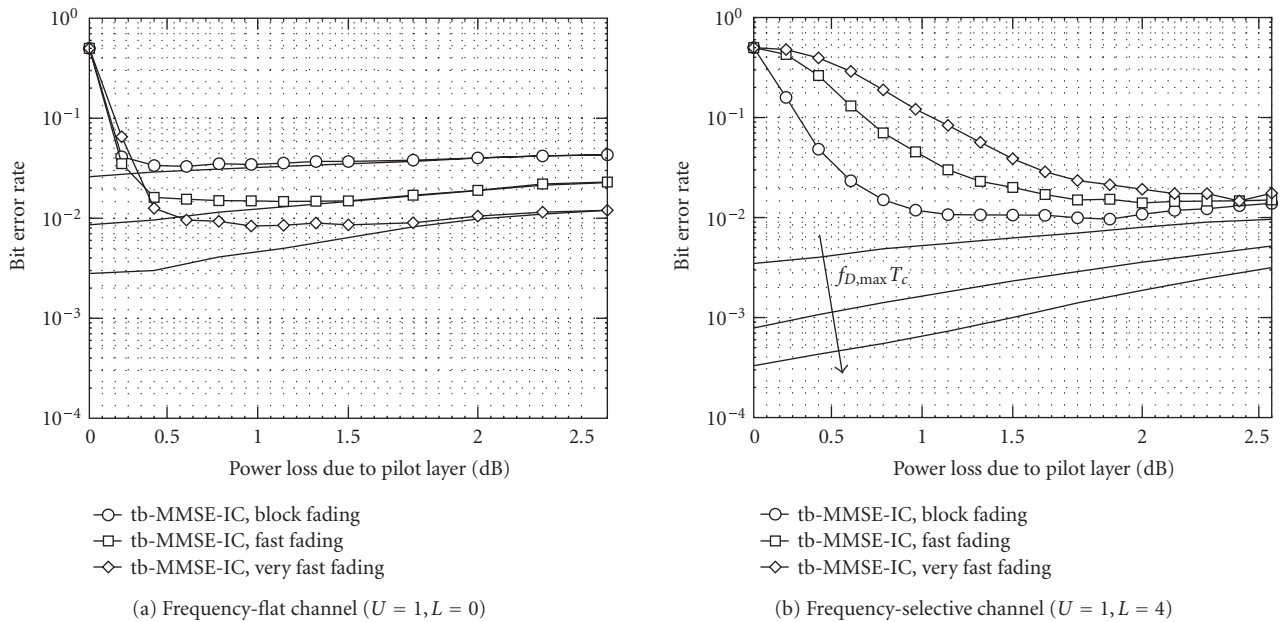 10^0
10^−1
10^−2
10^−3
10^−4
Bit error rate
0 0.5 1 1.5 2 2.5
Power loss due to pilot layer (dB)
tb-MMSE-IC, block fading
tb-MMSE-IC, fast fading
tb-MMSE-IC, very fast fading
(a) Frequency-flat channel (U = 1, L = 0)
10^0
10^−1
10^−2
10^−3
10^−4
Bit error rate
f_{D,max} T_c
0 0.5 1 1.5 2 2.5
Power loss due to pilot layer (dB)
tb-MMSE-IC, block fading
tb-MMSE-IC, fast fading
tb-MMSE-IC, very fast fading
(b) Frequency-selective channel (U = 1, L = 4)